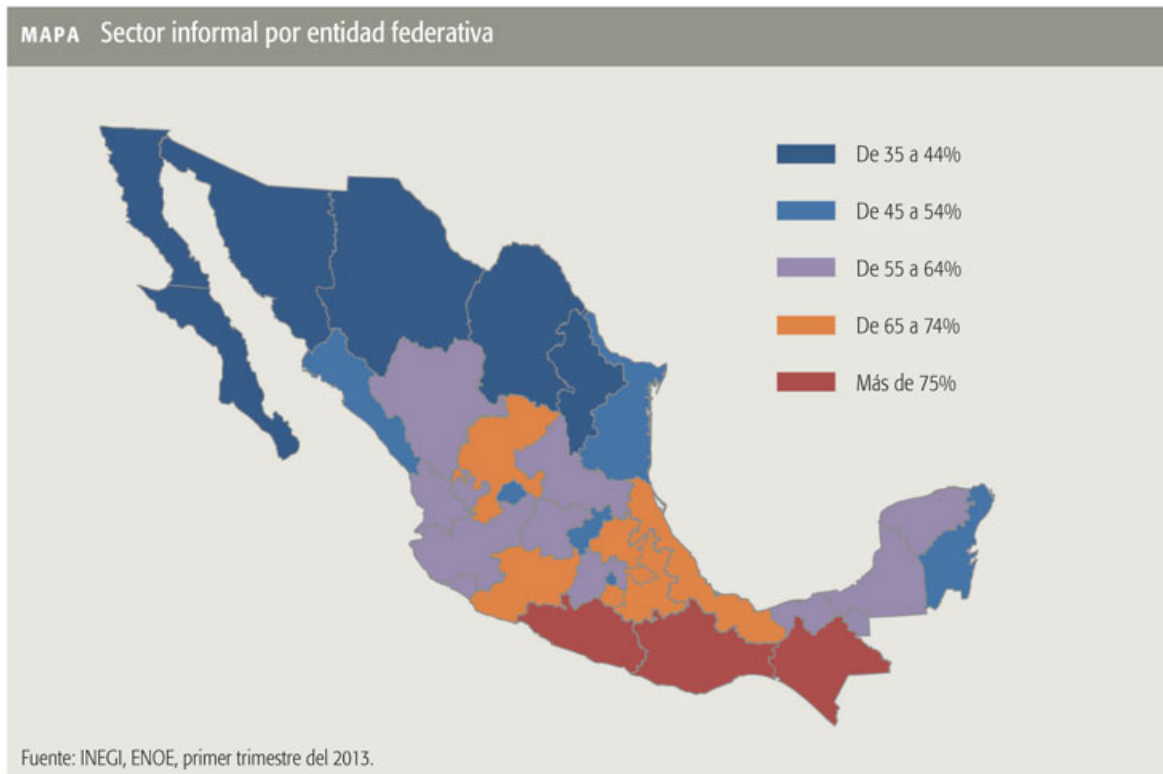 MAPA Sector informal por entidad federativa
De 35 a 44%
De 45 a 54%
De 55 a 64%
De 65 a 74%
Más de 75%
Fuente: INEGI, ENOE, primer trimestre del 2013.